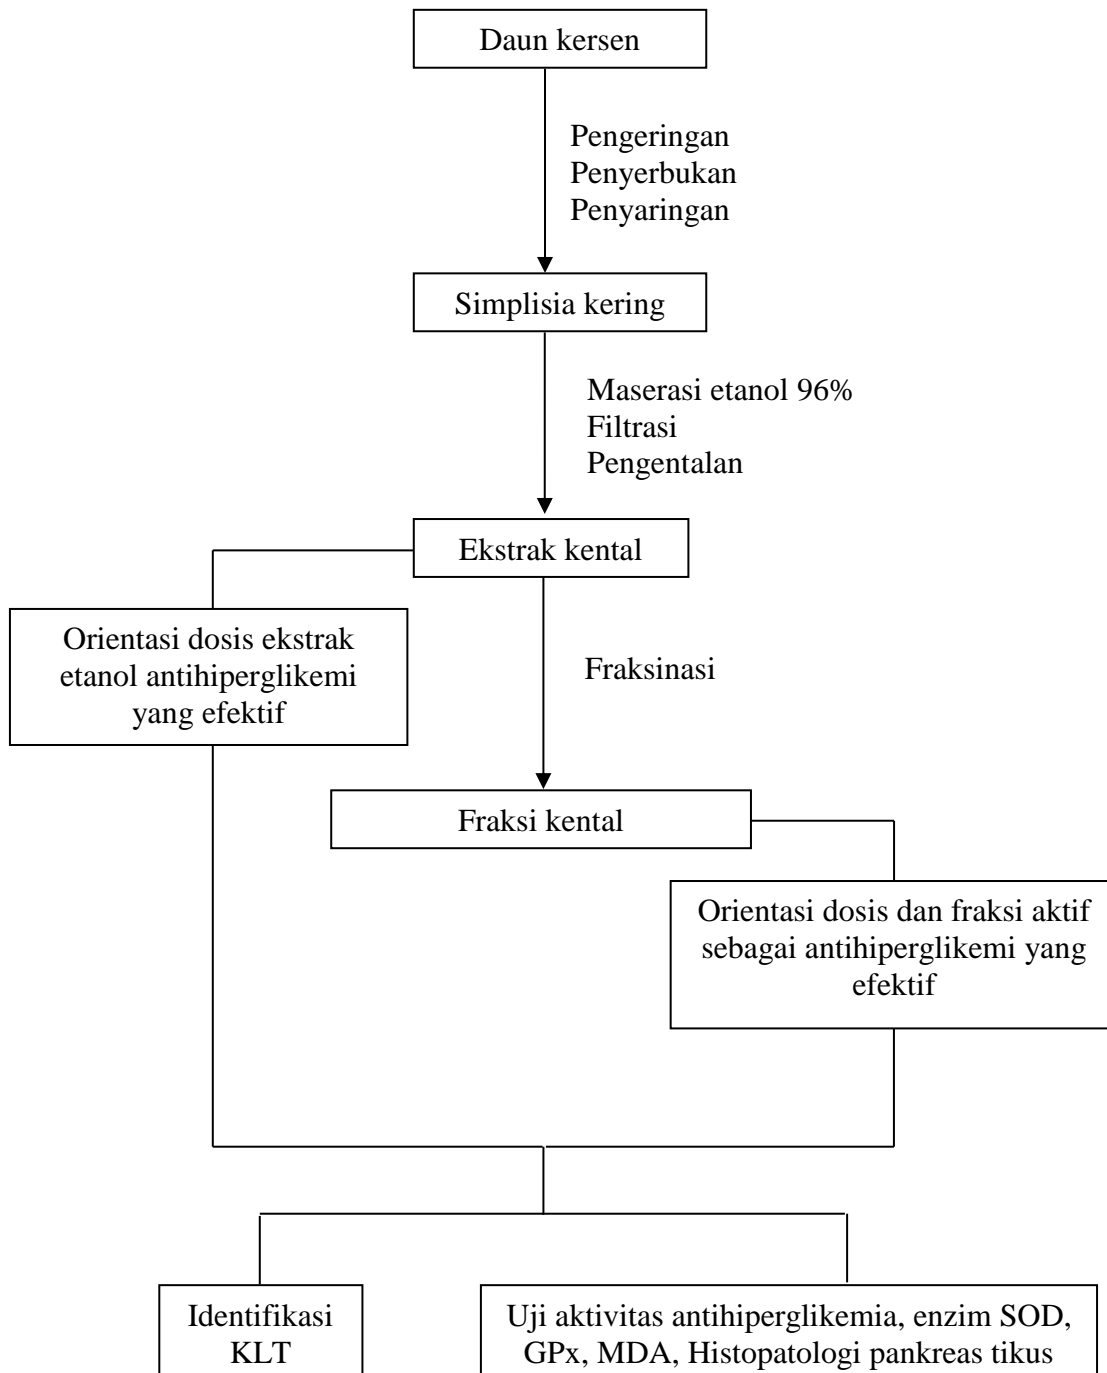 Daun kersen
Pengeringan
Penyerbukan
Penyaringan
Simplisia kering
Maserasi etanol 96%
Filtrasi
Pengentalan
Ekstrak kental
Orientasi dosis ekstrak
etanol antihiperglikemi
yang efektif
Fraksinasi
Fraksi kental
Orientasi dosis dan fraksi aktif
sebagai antihiperglikemi yang
efektif
Identifikasi
KLT
Uji aktivitas antihiperglikemia, enzim SOD,
GPx, MDA, Histopatologi pankreas tikus